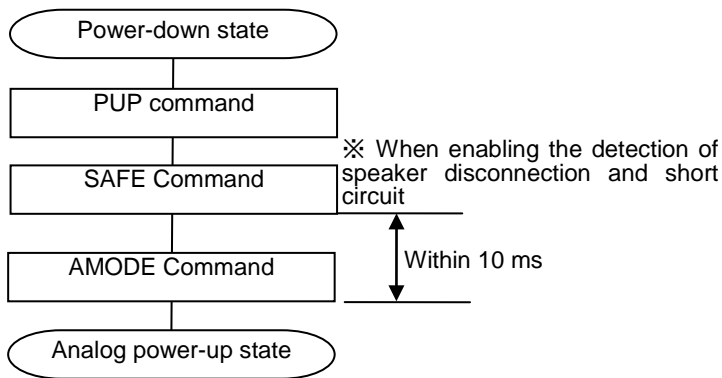 Power-down state
PUP command
※ When enabling the detection of
speaker disconnection and short
circuit
SAFE Command
Within 10 ms
AMODE Command
Analog power-up state